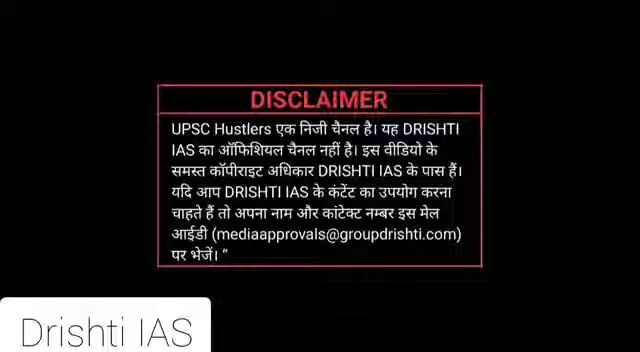 DISCLAIMER
UPSC Hustlers एक निजी चैनल है। यह DRISHTI
IAS का ऑफिशियल चैनल नहीं है। इस वीडियो के
समस्त कॉपीराइट अधिकार DRISHTI IAS के पास हैं।
यदि आप DRISHTI IAS के कंटेंट का उपयोग करना
चाहते हैं तो अपना नाम और कांटेक्ट नम्बर इस मेल
आईडी (mediaapprovals@groupdrishti.com)
पर भेजें। “
Drishti IAS